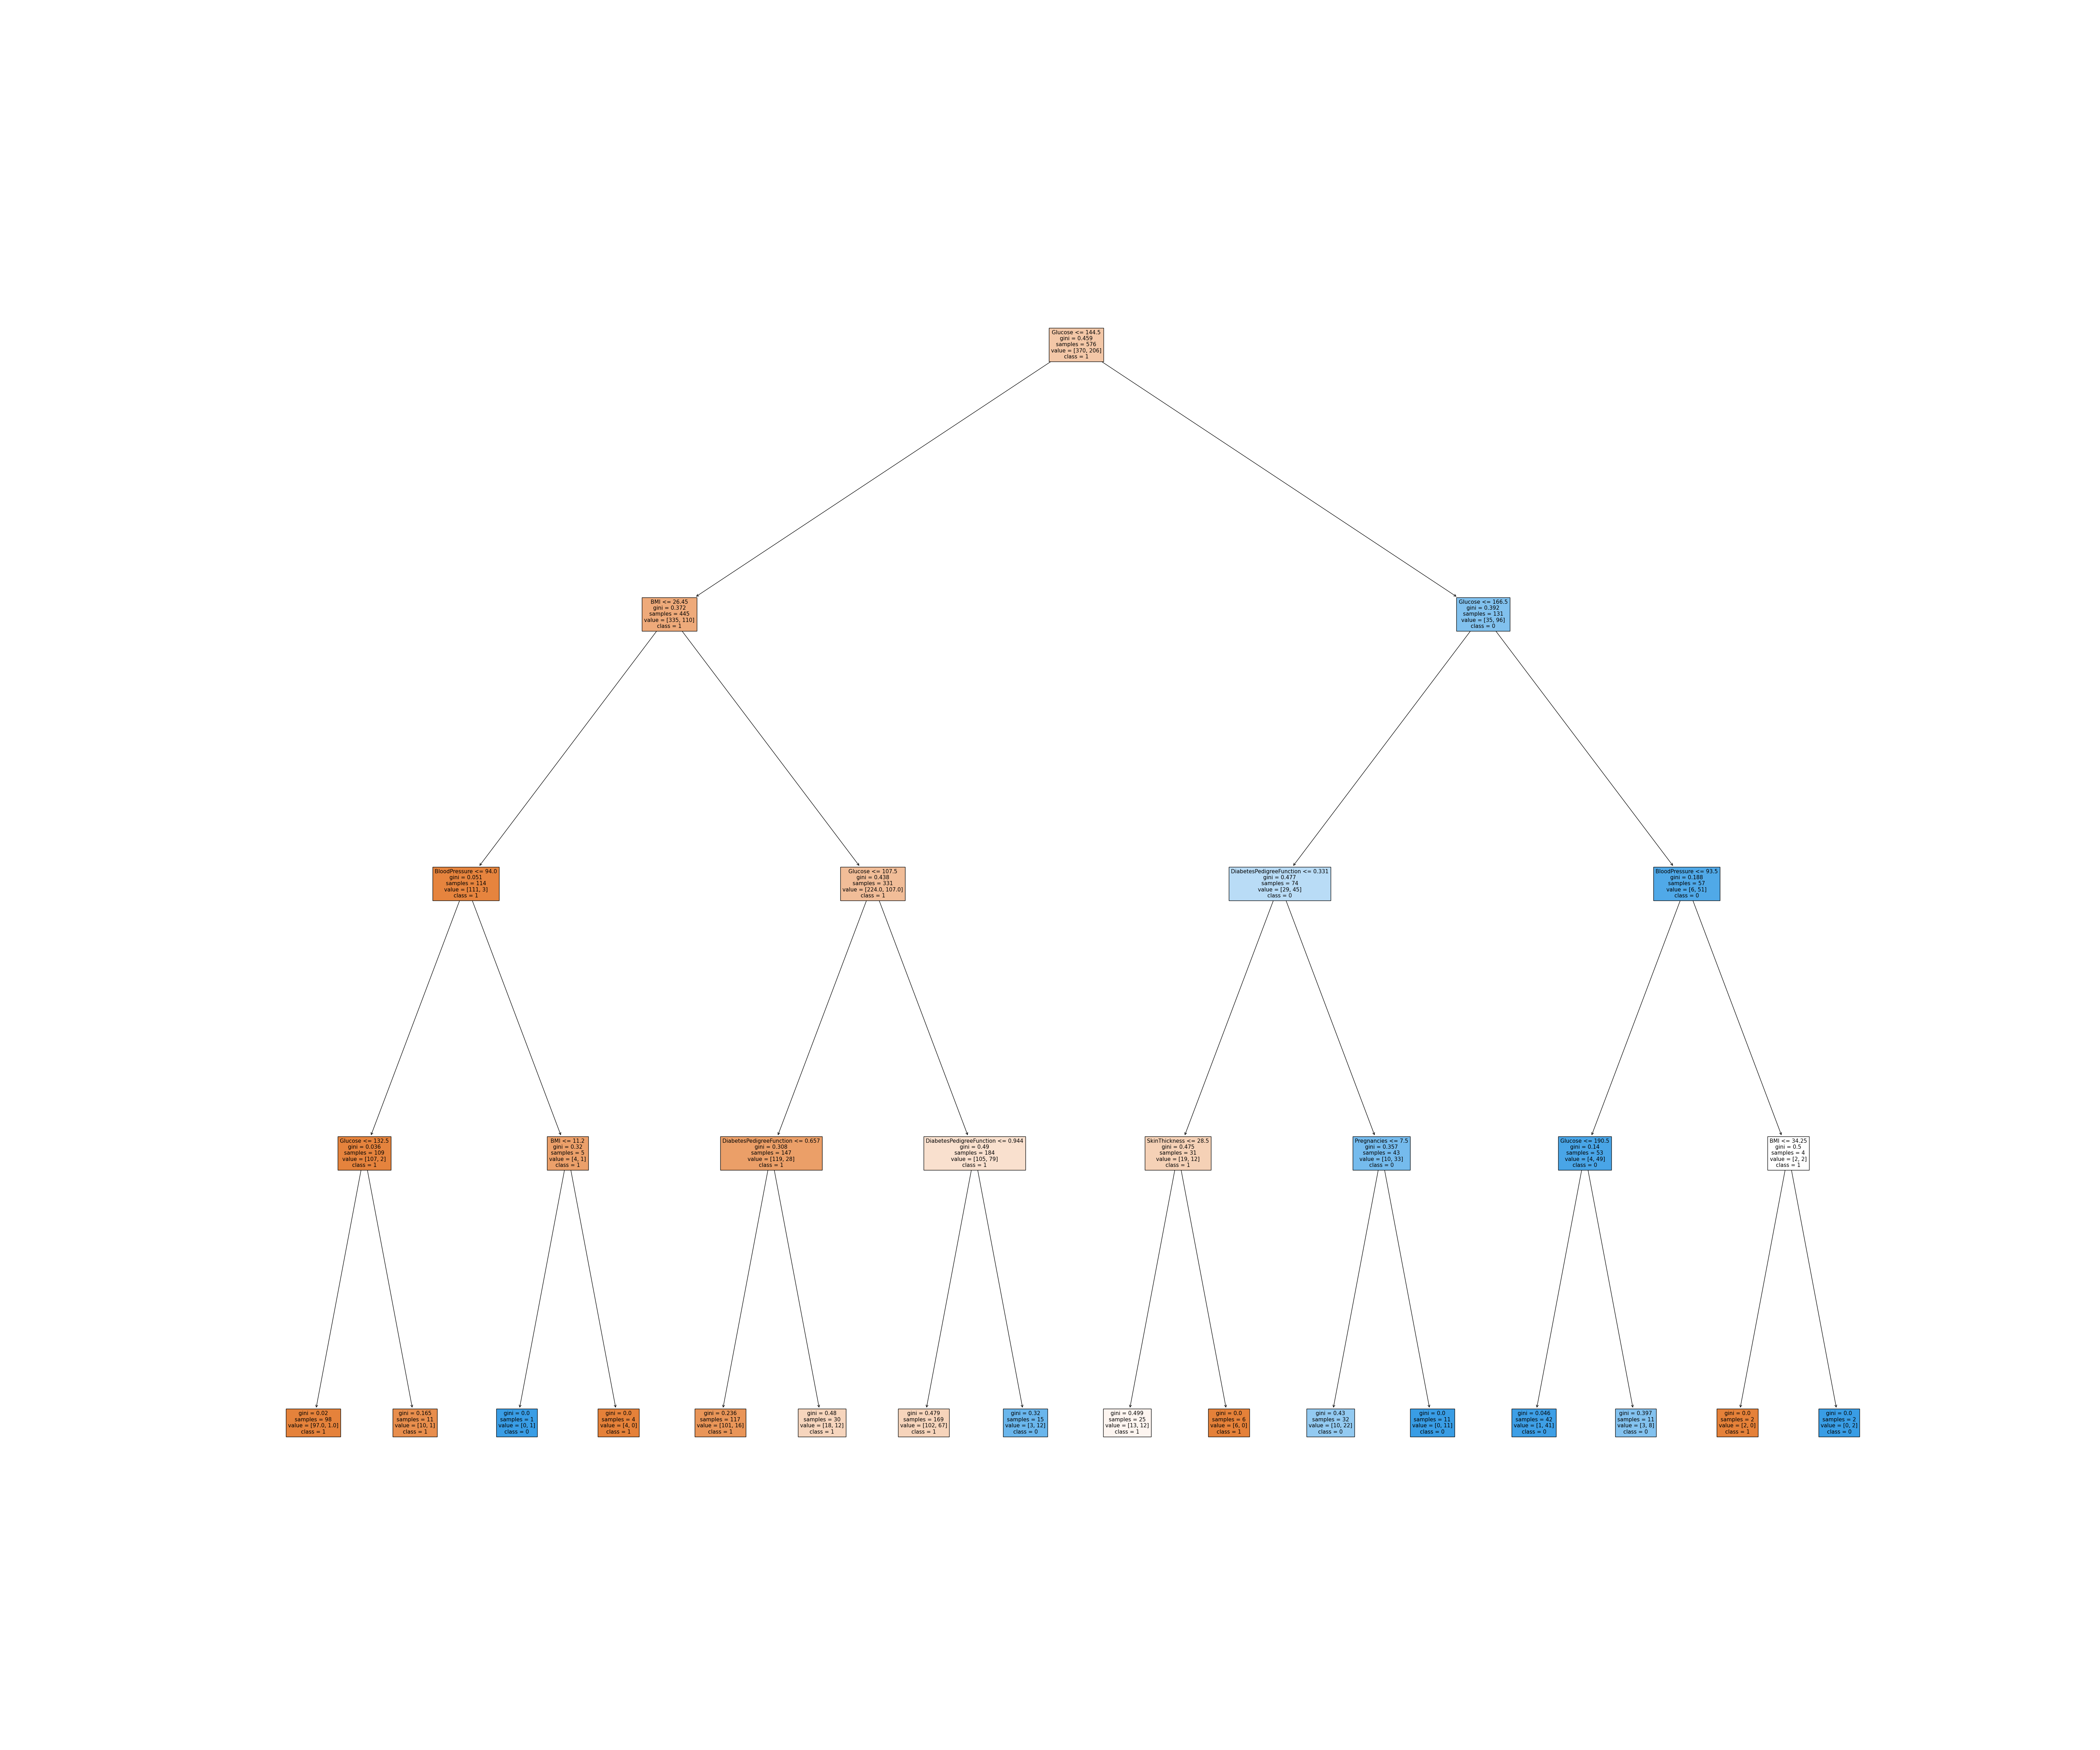 Glucose <= 144.5
gini = 0.459
samples = 576
value = [370, 206]
class = 1
BMI <= 26.45
gini = 0.372
samples = 445
value = [335, 110]
class = 1
Glucose <= 166.5
gini = 0.392
samples = 131
value = [35, 96]
class = 0
BloodPressure <= 94.0
gini = 0.051
samples = 114
value = [111, 3]
class = 1
Glucose <= 107.5
gini = 0.438
samples = 331
value = [224.0, 107.0]
class = 1
DiabetesPedigreeFunction <= 0.331
gini = 0.477
samples = 74
value = [29, 45]
class = 0
BloodPressure <= 93.5
gini = 0.188
samples = 57
value = [6, 51]
class = 0
Glucose <= 132.5
gini = 0.036
samples = 109
value = [107, 2]
class = 1
BMI <= 11.2
gini = 0.32
samples = 5
value = [4, 1]
class = 1
DiabetesPedigreeFunction <= 0.657
gini = 0.308
samples = 147
value = [119, 28]
class = 1
DiabetesPedigreeFunction <= 0.944
gini = 0.49
samples = 184
value = [105, 79]
class = 1
SkinThickness <= 28.5
gini = 0.475
samples = 31
value = [19, 12]
class = 1
Pregnancies <= 7.5
gini = 0.357
samples = 43
value = [10, 33]
class = 0
Glucose <= 190.5
gini = 0.14
samples = 53
value = [4, 49]
class = 0
BMI <= 34.25
gini = 0.5
samples = 4
value = [2, 2]
class = 1
gini = 0.02
samples = 98
value = [97.0, 1.0]
class = 1
gini = 0.165
samples = 11
value = [10, 1]
class = 1
gini = 0.0
samples = 1
value = [0, 1]
class = 0
gini = 0.0
samples = 4
value = [4, 0]
class = 1
gini = 0.236
samples = 117
value = [101, 16]
class = 1
gini = 0.48
samples = 30
value = [18, 12]
class = 1
gini = 0.479
samples = 169
value = [102, 67]
class = 1
gini = 0.32
samples = 15
value = [3, 12]
class = 0
gini = 0.499
samples = 25
value = [13, 12]
class = 1
gini = 0.0
samples = 6
value = [6, 0]
class = 1
gini = 0.43
samples = 32
value = [10, 22]
class = 0
gini = 0.0
samples = 11
value = [0, 11]
class = 0
gini = 0.046
samples = 42
value = [1, 41]
class = 0
gini = 0.397
samples = 11
value = [3, 8]
class = 0
gini = 0.0
samples = 2
value = [2, 0]
class = 1
gini = 0.0
samples = 2
value = [0, 2]
class = 0